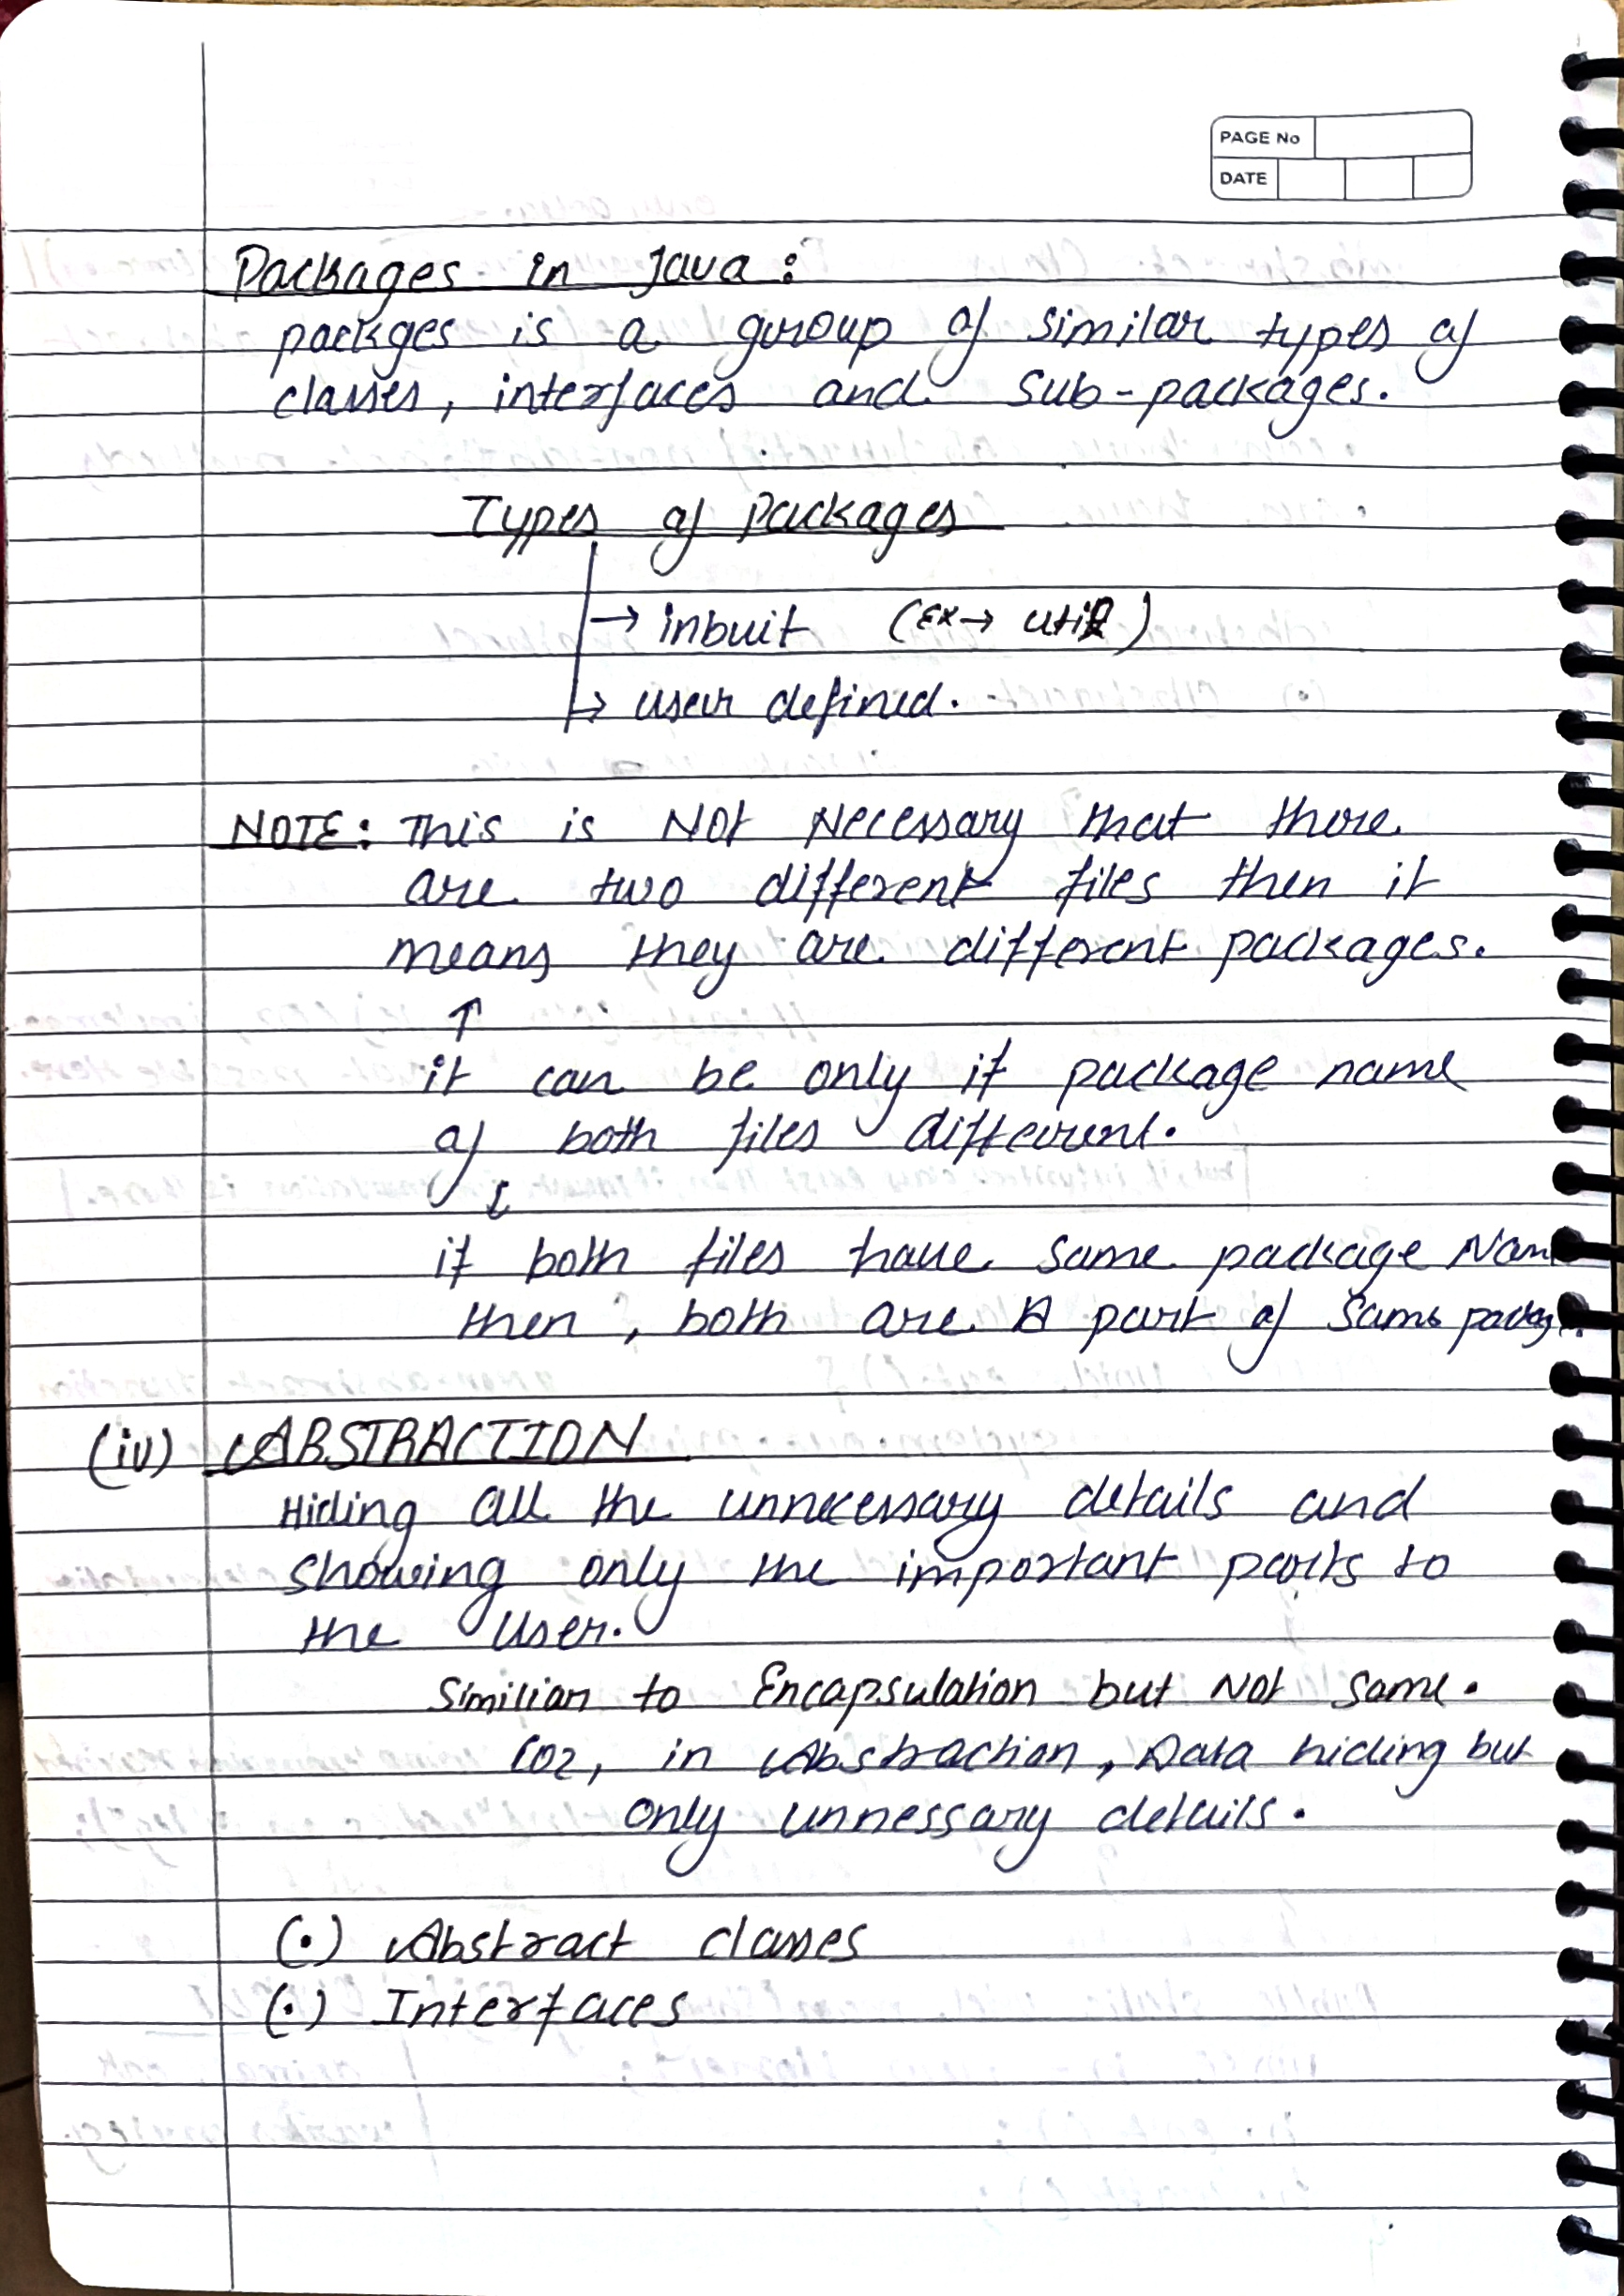 PAGE No
DATE
Packages in Java:
packges is a group of similar types of
classes, interfaces and sub-packages.
Types of Packages
→ inbuit (Ex→ util)
↳ user defined.
NOTE: This is Not Necessary that there
are two different files then it
means they are different packages.
↑
it can be only if package name
of both files different.
↓
if both files have same package Nam
then, both are a part of same packag
(iv) ABSTRACTION
Hiding all the unnecessary details and
showing only the important parts to
the User.
Similiar to Encapsulation but Not Same.
Coz, in Abstraction, Data hiding but
only unnessary details.
(•) Abstract classes
(•) Interfaces